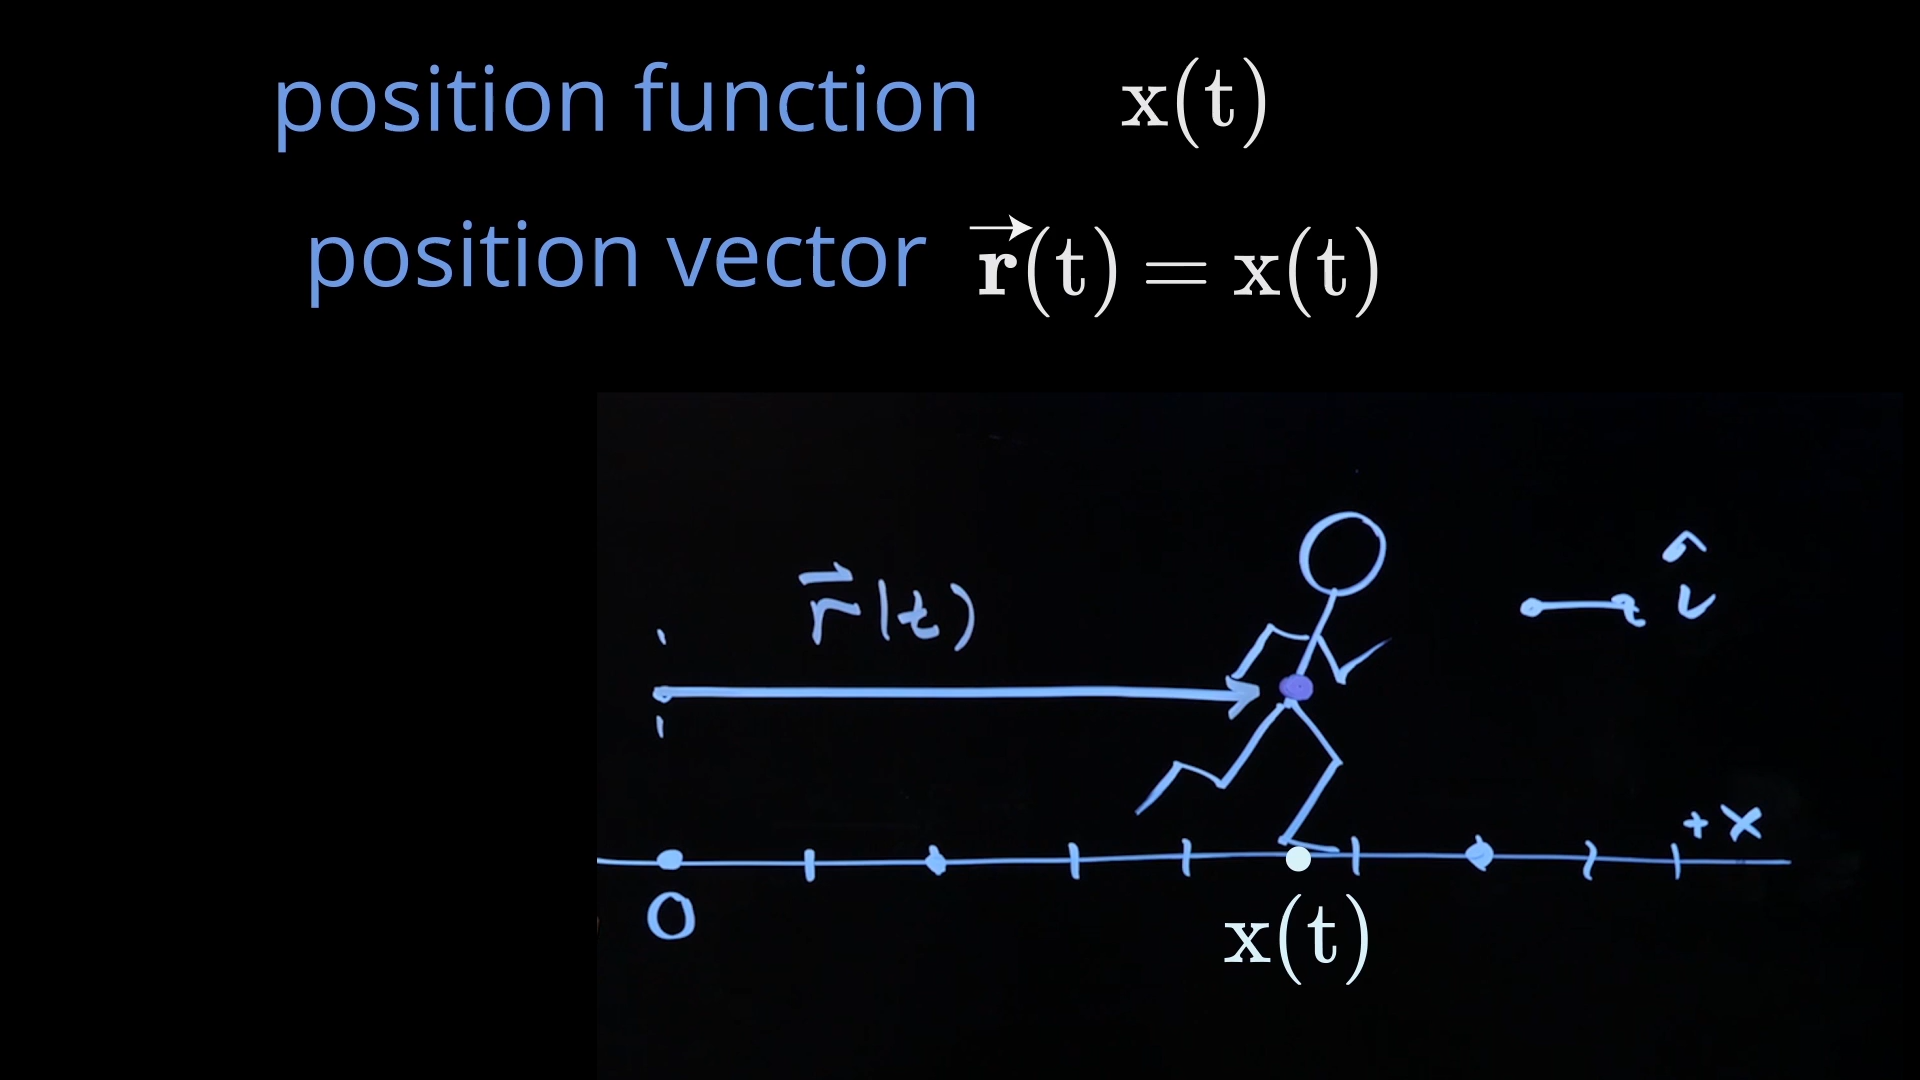 position function x(t)
position vector r⃗(t) = x(t)
r⃗(t)
î
+x
0
x(t)